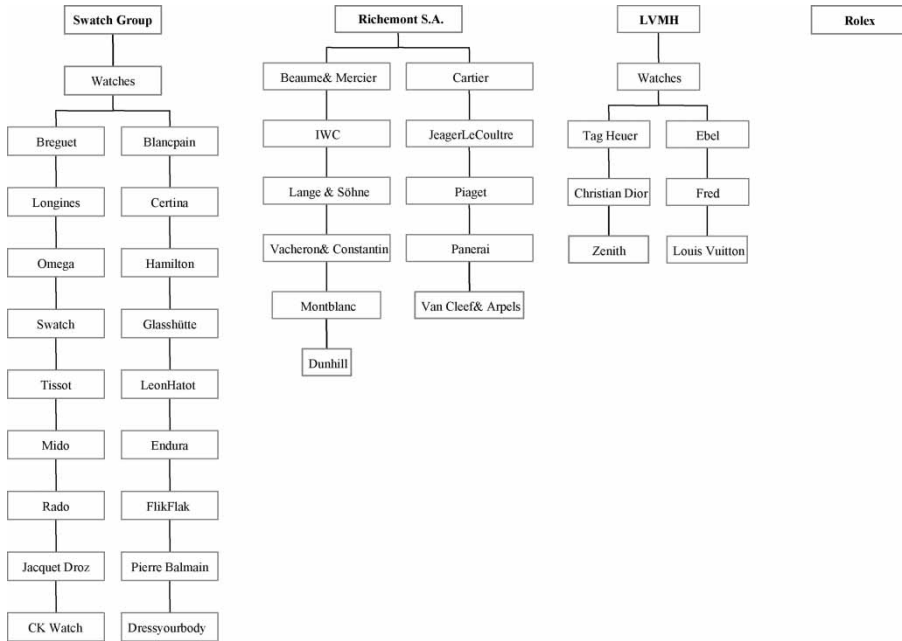 Swatch Group
Watches
Breguet
Longines
Omega
Swatch
Tissot
Mido
Rado
Jacquet Droz
CK Watch
Blancpain
Certina
Hamilton
Glasshütte
LeonHatot
Endura
FlikFlak
Pierre Balmain
Dressyourbody
Richemont S.A.
Beaume& Mercier
IWC
Lange & Söhne
Vacheron& Constantin
Montblanc
Dunhill
Cartier
JeagerLeCoultre
Piaget
Panerai
Van Cleef& Arpels
LVMH
Watches
Tag Heuer
Christian Dior
Zenith
Ebel
Fred
Louis Vuitton
Rolex